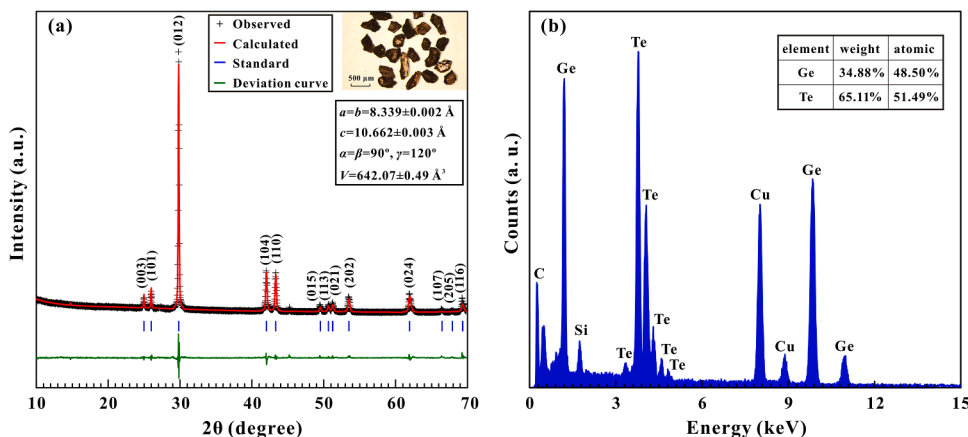 (a)
+ Observed
Calculated
Standard
Deviation curve
500 μm
a=b=8.339±0.002 Å
c=10.662±0.003 Å
α=β=90°, γ=120°
V=642.07±0.49 Å³
(012)
(003)
(101)
(104)
(110)
(015)
(113)
(021)
(202)
(024)
(107)
(205)
(116)
Intensity (a.u.)
10 20 30 40 50 60 70
2θ (degree)
(b)
element weight atomic
Ge 34.88% 48.50%
Te 65.11% 51.49%
C
Ge
Si
Te
Te
Te
Te
Te
Cu
Cu
Ge
Ge
Counts (a. u.)
0 3 6 9 12 15
Energy (keV)